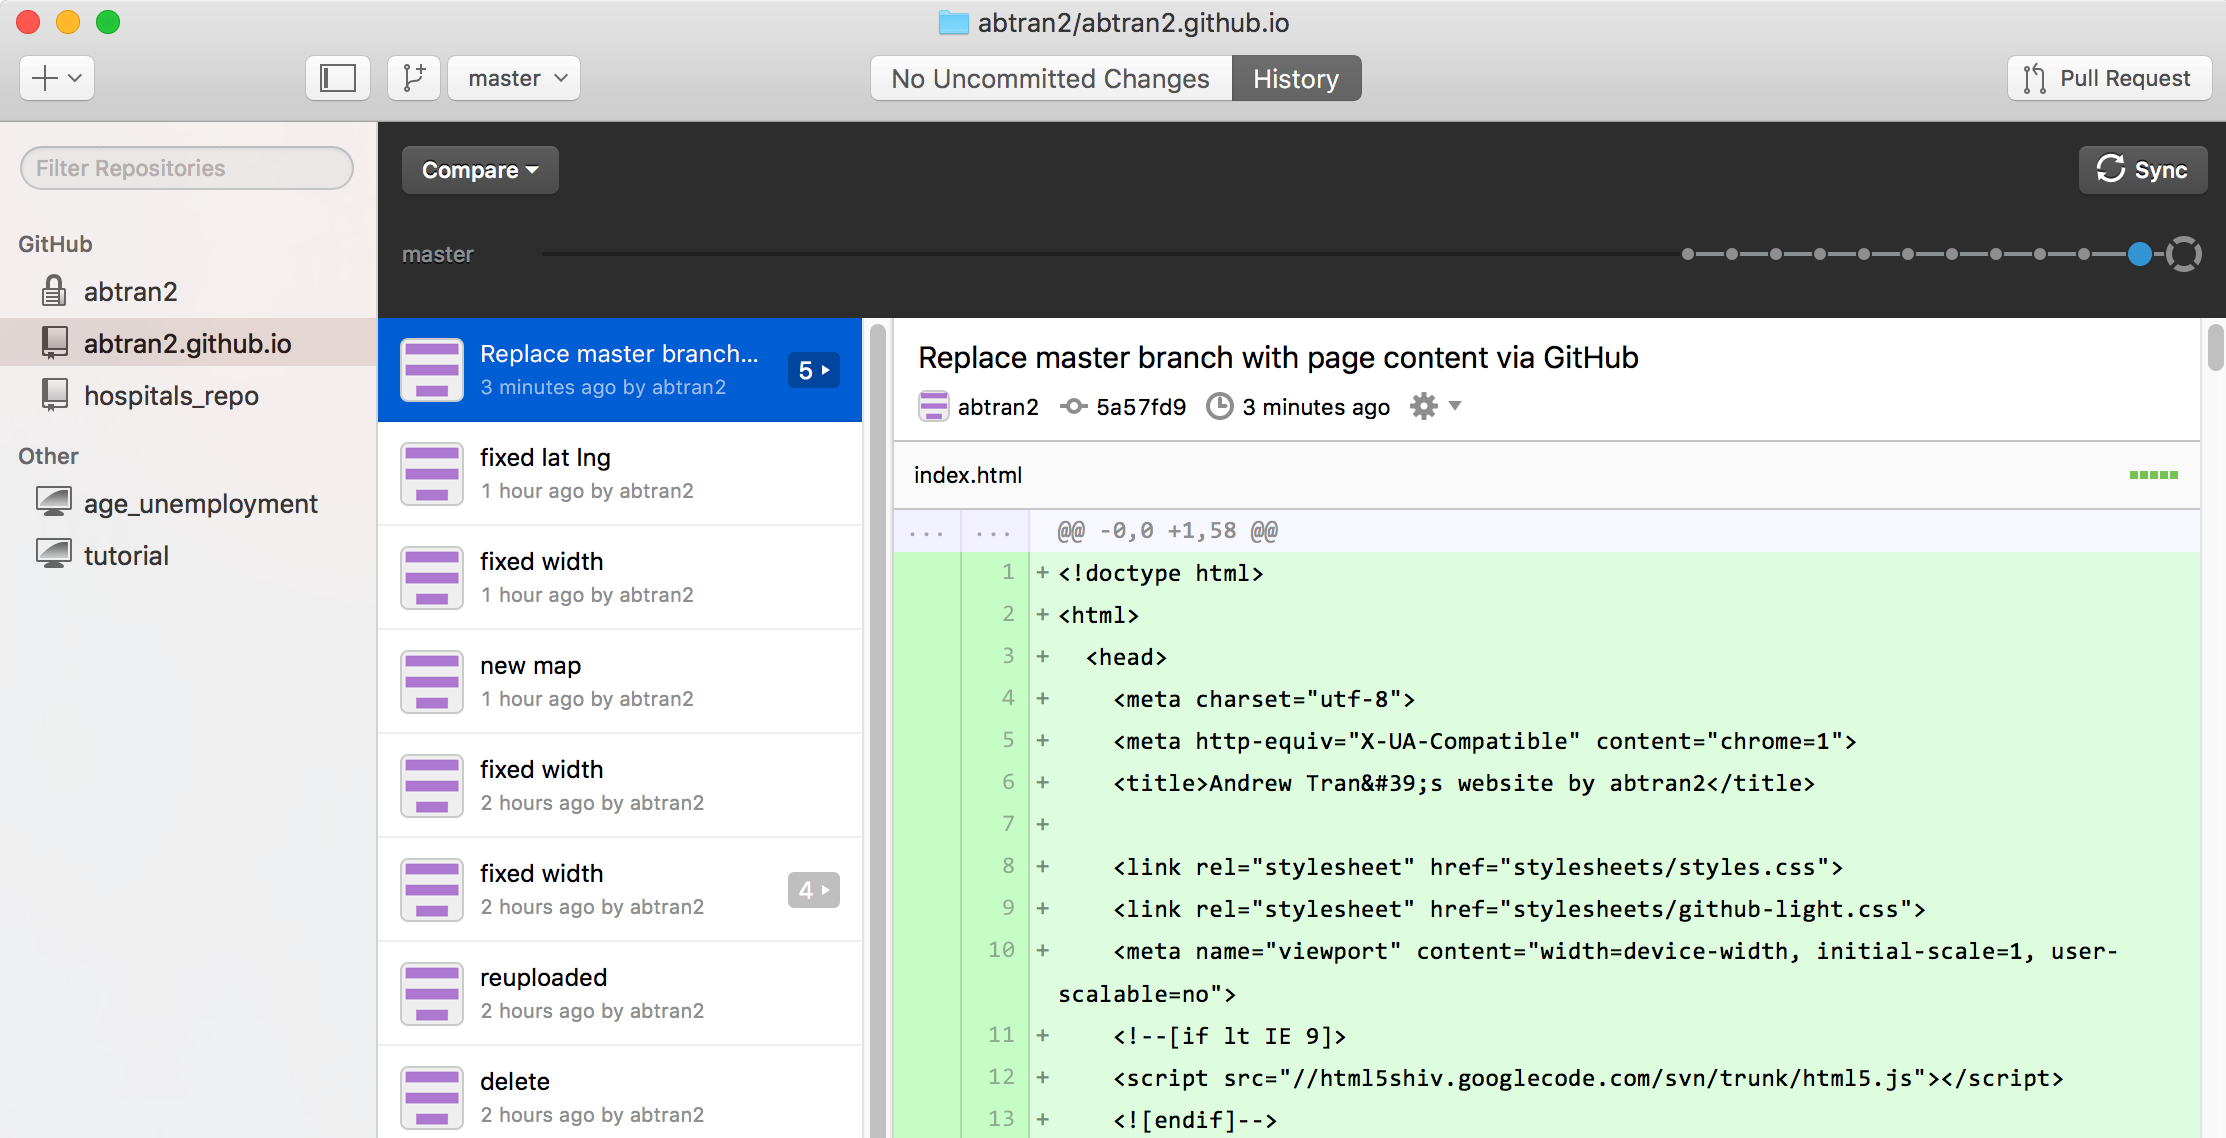 abtran2/abtran2.github.io
master
No Uncommitted Changes
History
Pull Request
Filter Repositories
GitHub
abtran2
abtran2.github.io
hospitals_repo
Other
age_unemployment
tutorial
Compare
Sync
master
Replace master branch...
3 minutes ago by abtran2
5
fixed lat lng
1 hour ago by abtran2
fixed width
1 hour ago by abtran2
new map
1 hour ago by abtran2
fixed width
2 hours ago by abtran2
fixed width
2 hours ago by abtran2
4
reuploaded
2 hours ago by abtran2
delete
2 hours ago by abtran2
Replace master branch with page content via GitHub
abtran2 5a57fd9 3 minutes ago
index.html
... ... @@ -0,0 +1,58 @@
1 + <!doctype html>
2 + <html>
3 + <head>
4 + <meta charset="utf-8">
5 + <meta http-equiv="X-UA-Compatible" content="chrome=1">
6 + <title>Andrew Tran&#39;s website by abtran2</title>
7 +
8 + <link rel="stylesheet" href="stylesheets/styles.css">
9 + <link rel="stylesheet" href="stylesheets/github-light.css">
10 + <meta name="viewport" content="width=device-width, initial-scale=1, user-
scalable=no">
11 + <!--[if lt IE 9]>
12 + <script src="//html5shiv.googlecode.com/svn/trunk/html5.js"></script>
13 + <![endif]-->